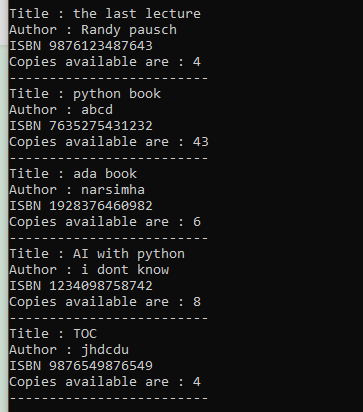 Title : the last lecture
Author : Randy pausch
ISBN 9876123487643
Copies available are : 4
-------------------------
Title : python book
Author : abcd
ISBN 7635275431232
Copies available are : 43
-------------------------
Title : ada book
Author : narsimha
ISBN 1928376460982
Copies available are : 6
-------------------------
Title : AI with python
Author : i dont know
ISBN 1234098758742
Copies available are : 8
-------------------------
Title : TOC
Author : jhdcdu
ISBN 9876549876549
Copies available are : 4
-------------------------